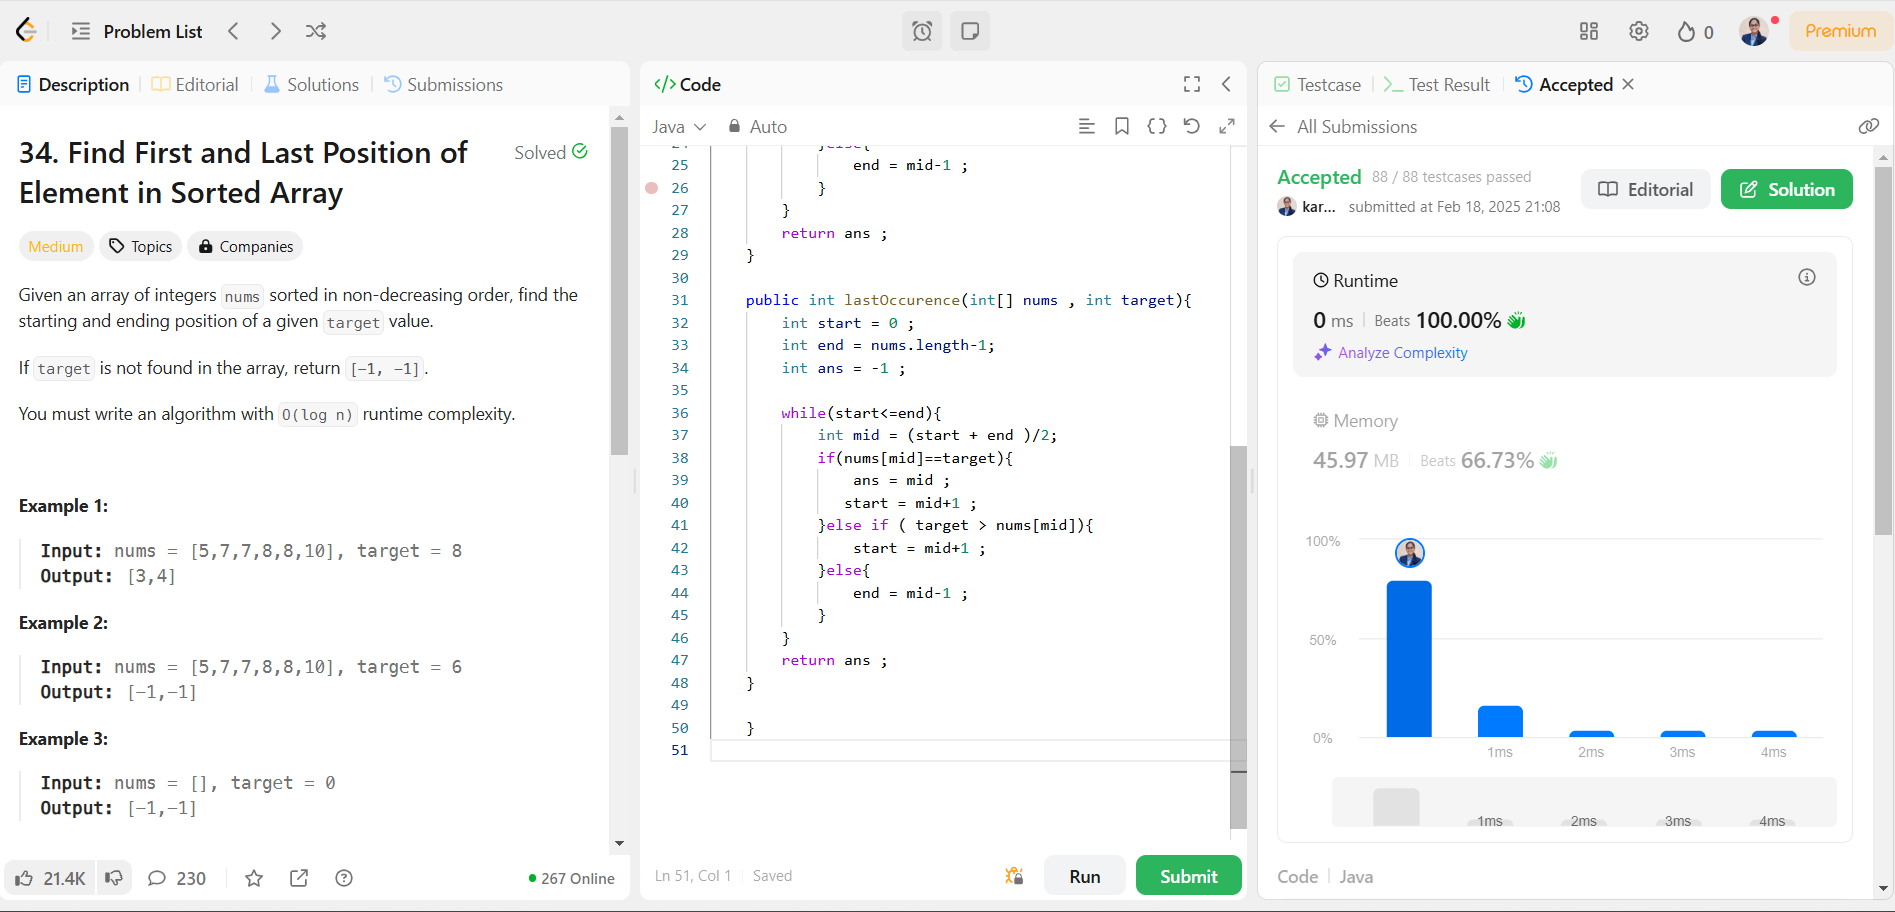 Problem List
0
Premium
Description
Editorial
Solutions
Submissions
34. Find First and Last Position of
Element in Sorted Array
Solved
Medium
Topics
Companies
Given an array of integers nums sorted in non-decreasing order, find the
starting and ending position of a given target value.
If target is not found in the array, return [-1, -1].
You must write an algorithm with O(log n) runtime complexity.
Example 1:
Input: nums = [5,7,7,8,8,10], target = 8
Output: [3,4]
Example 2:
Input: nums = [5,7,7,8,8,10], target = 6
Output: [-1,-1]
Example 3:
Input: nums = [], target = 0
Output: [-1,-1]
21.4K
230
267 Online
</> Code
Java
Auto
24 }else{
25 end = mid-1 ;
26 }
27 }
28 return ans ;
29 }
30
31 public int lastOccurence(int[] nums , int target){
32 int start = 0 ;
33 int end = nums.length-1;
34 int ans = -1 ;
35
36 while(start<=end){
37 int mid = (start + end )/2;
38 if(nums[mid]==target){
39 ans = mid ;
40 start = mid+1 ;
41 }else if ( target > nums[mid]){
42 start = mid+1 ;
43 }else{
44 end = mid-1 ;
45 }
46 }
47 return ans ;
48 }
49
50 }
51
Ln 51, Col 1
Saved
Run
Submit
Testcase
Test Result
Accepted
All Submissions
Accepted 88 / 88 testcases passed
kar... submitted at Feb 18, 2025 21:08
Editorial
Solution
Runtime
0 ms Beats 100.00%
Analyze Complexity
Memory
45.97 MB Beats 66.73%
100%
50%
0%
1ms 2ms 3ms 4ms
1ms 2ms 3ms 4ms
Code
Java